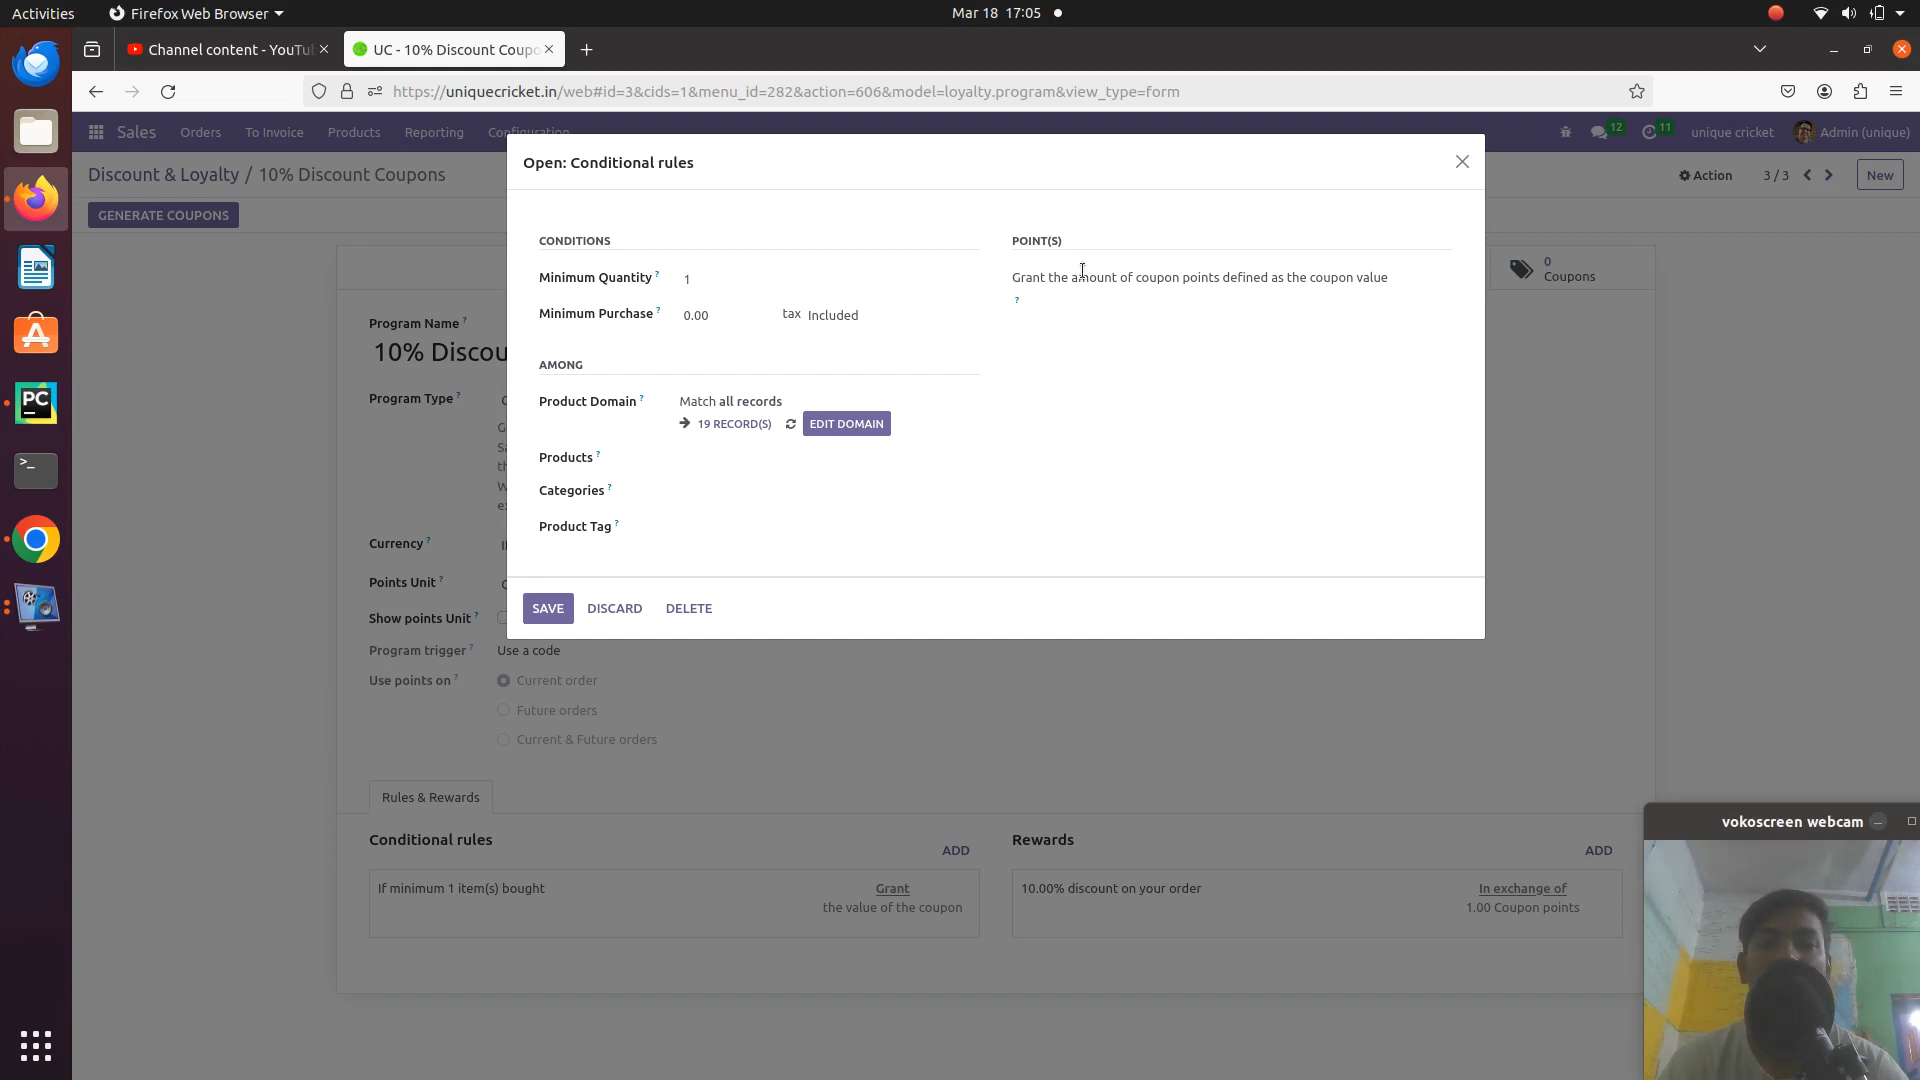 Activities
Firefox Web Browser
Mar 18 17:05
Channel content - YouTu
UC - 10% Discount Coupo
https://uniquecricket.in/web#id=3&cids=1&menu_id=282&action=606&model=loyalty.program&view_type=form
Sales
Orders
To Invoice
Products
Reporting
Configuration
12
11
unique cricket
Admin (unique)
Discount & Loyalty / 10% Discount Coupons
Action
3 / 3
New
GENERATE COUPONS
Open: Conditional rules
CONDITIONS
Minimum Quantity ?
1
Minimum Purchase ?
0.00
tax
Included
POINT(S)
Grant the amount of coupon points defined as the coupon value
?
AMONG
Product Domain ?
Match all records
19 RECORD(S)
EDIT DOMAIN
Products ?
Categories ?
Product Tag ?
SAVE
DISCARD
DELETE
0
Coupons
Program Name ?
10% Discou
Program Type ?
Currency ?
Points Unit ?
Show points Unit ?
Program trigger ?
Use a code
Use points on ?
Current order
Future orders
Current & Future orders
Rules & Rewards
Conditional rules
ADD
If minimum 1 item(s) bought
Grant
the value of the coupon
Rewards
ADD
10.00% discount on your order
In exchange of
1.00 Coupon points
vokoscreen webcam
PC